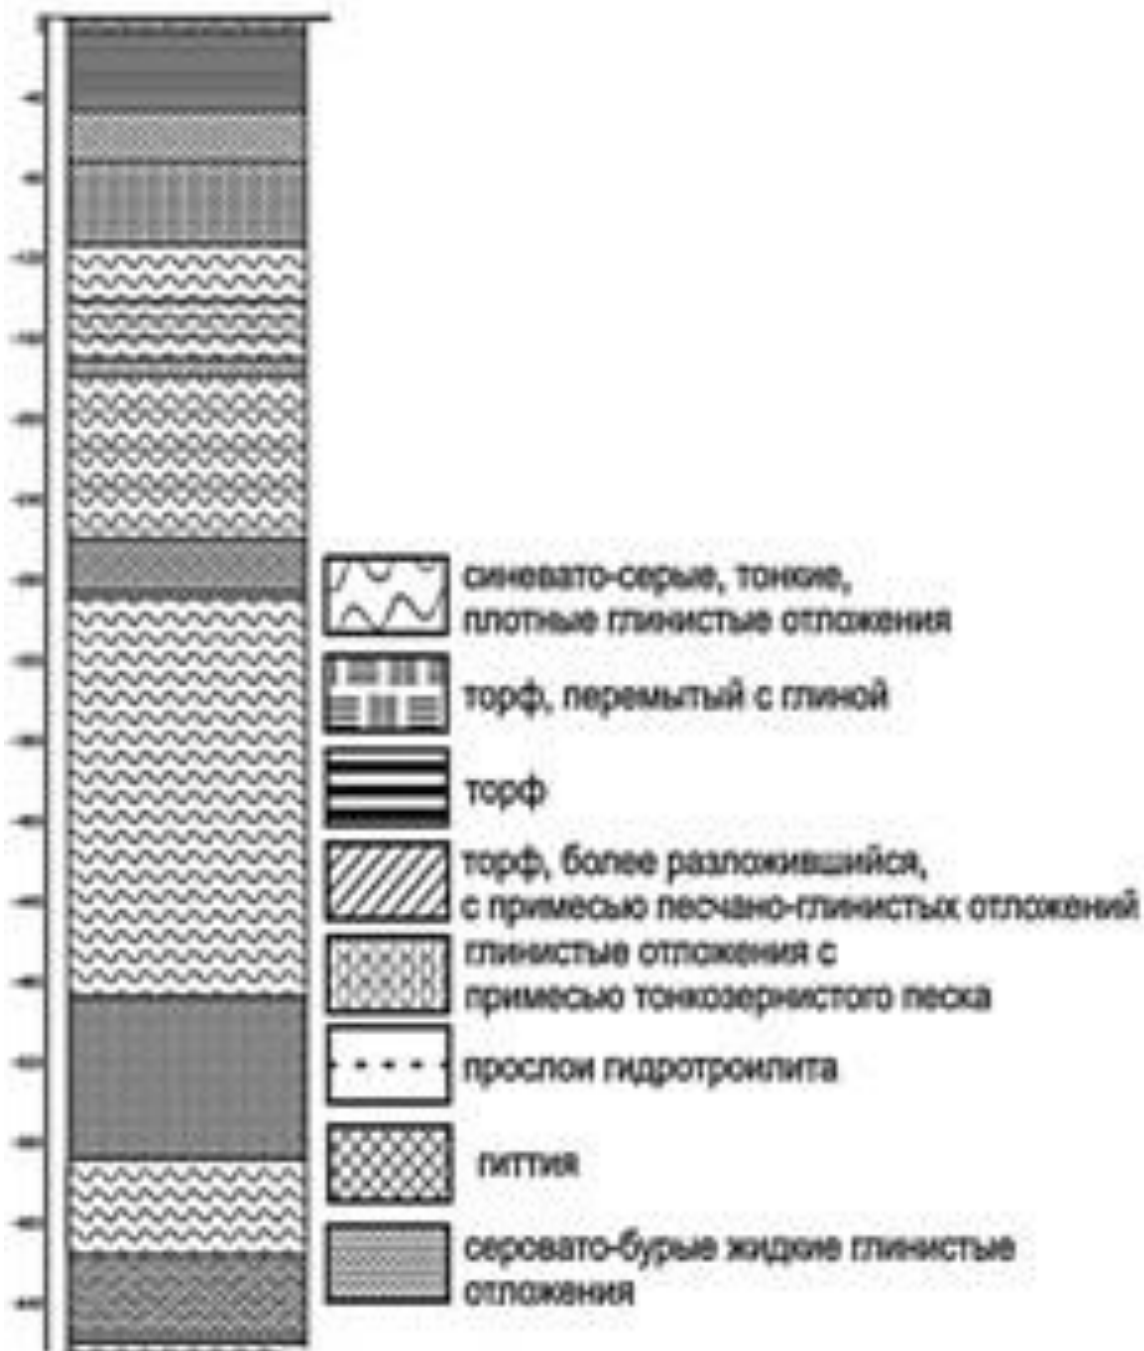 синевато-серые, тонкие,
плотные глинистые отложения
торф, перемытый с глиной
торф
торф, более разложившийся,
с примесью песчано-глинистых отложений
глинистые отложения с
примесью тонкозернистого песка
прослои гидротроилита
гиттия
серовато-бурые жидкие глинистые
отложения